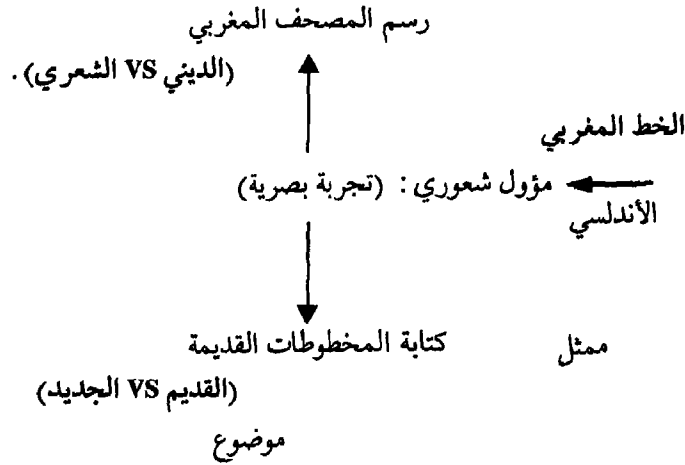 رسم المصحف المغربي
(الديني VS الشعري).
الخط المغربي
مؤول شعوري: (تجربة بصرية)
الأندلسي
ممثل
كتابة المخطوطات القديمة
(القديم VS الجديد)
موضوع